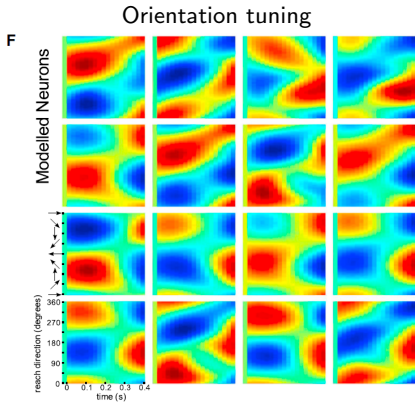 Orientation tuning
F
Modelled Neurons
reach direction (degrees)
360
270
180
90
0
0 0.1 0.2 0.3 0.4
time (s)